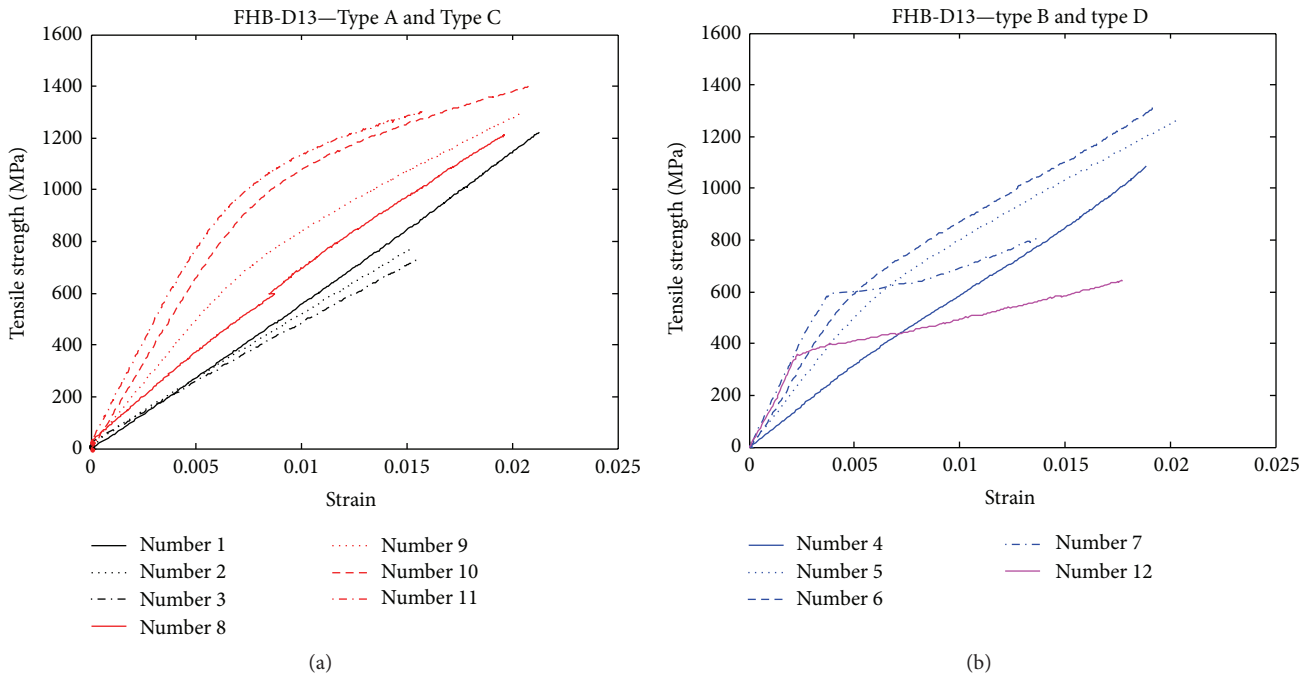 FHB-D13—Type A and Type C
Tensile strength (MPa)
1600
1400
1200
1000
800
600
400
200
0
0 0.005 0.01 0.015 0.02 0.025
Strain
Number 1
Number 2
Number 3
Number 8
Number 9
Number 10
Number 11
(a)
FHB-D13—type B and type D
Tensile strength (MPa)
1600
1400
1200
1000
800
600
400
200
0
0 0.005 0.01 0.015 0.02 0.025
Strain
Number 4
Number 5
Number 6
Number 7
Number 12
(b)